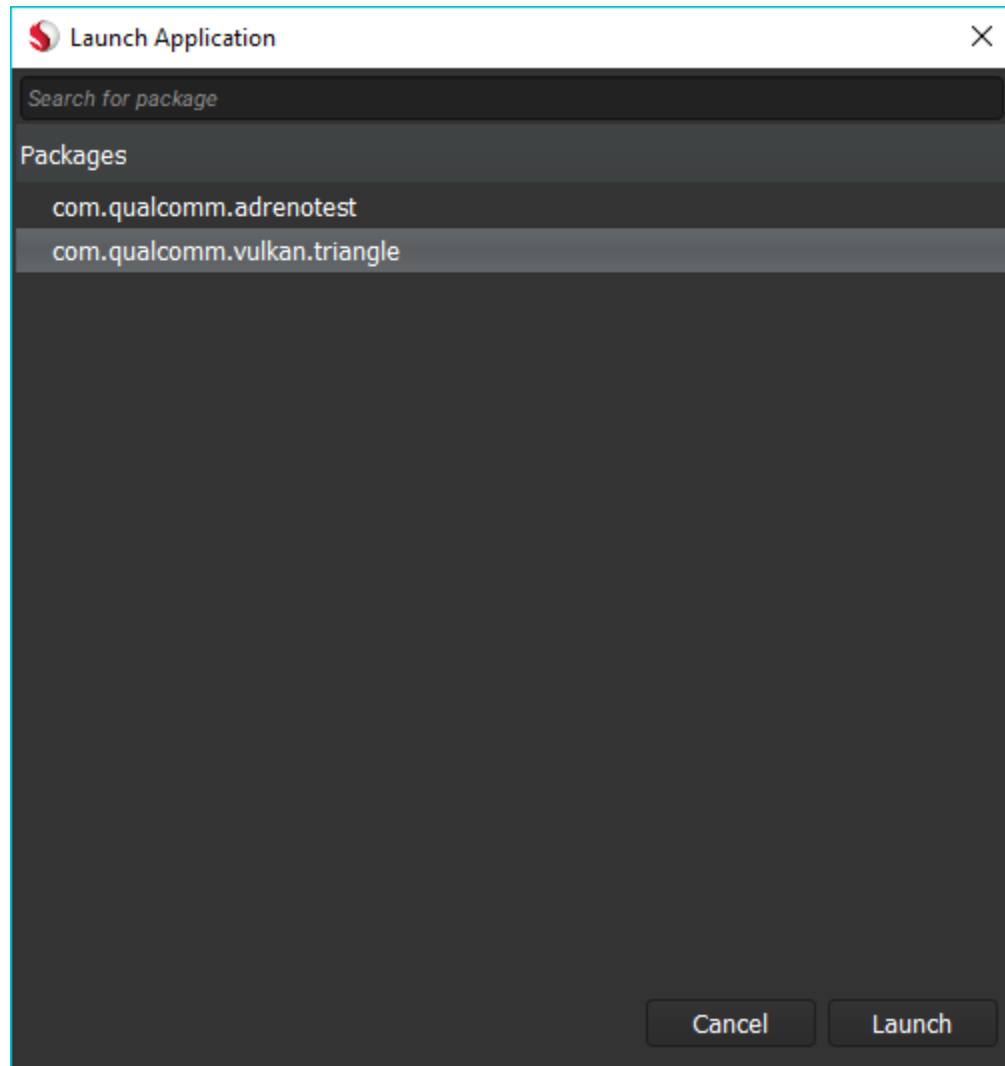 Launch Application
Search for package
Packages
com.qualcomm.adrenotest
com.qualcomm.vulkan.triangle
Cancel Launch